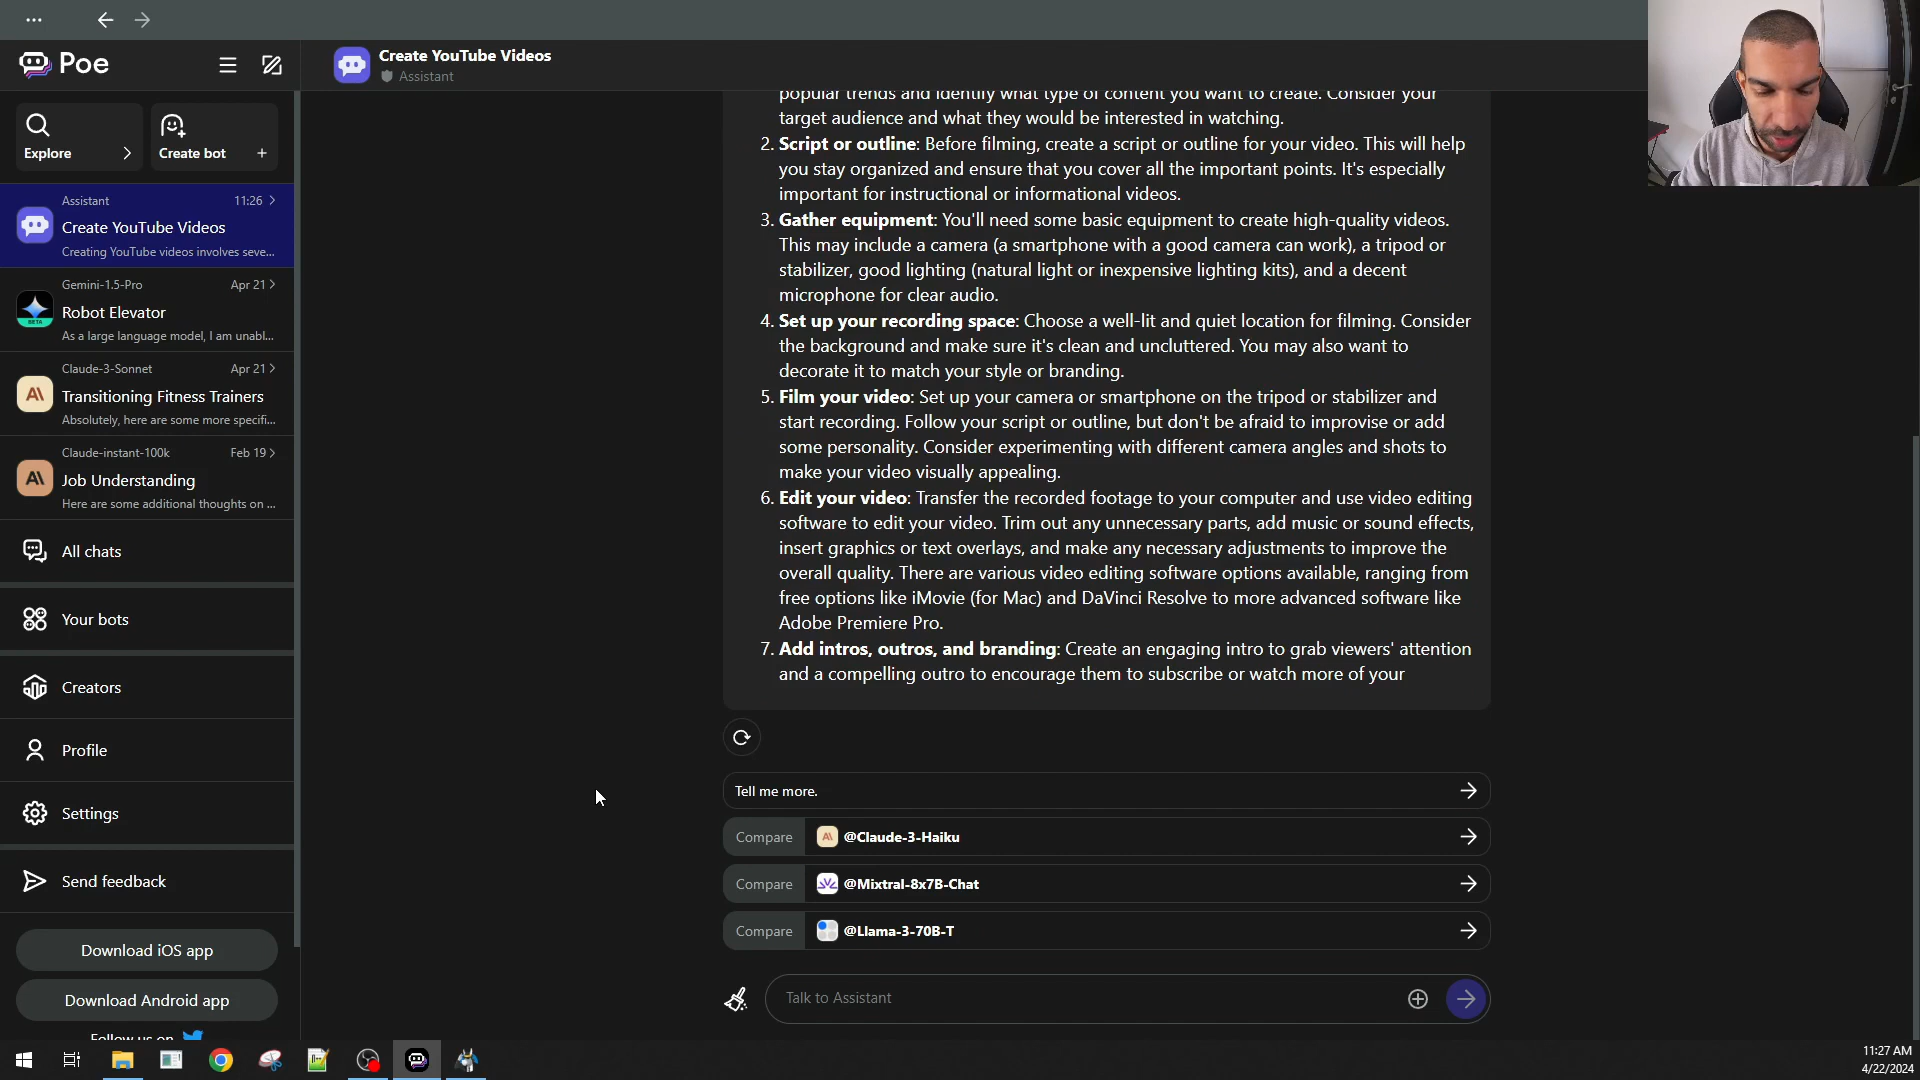 Poe
Explore
Create bot
Assistant
11:26
Create YouTube Videos
Creating YouTube videos involves seve...
Gemini-1.5-Pro
Apr 21
BETA
Robot Elevator
As a large language model, I am unabl...
Claude-3-Sonnet
Apr 21
Transitioning Fitness Trainers
Absolutely, here are some more specifi...
Claude-instant-100k
Feb 19
Job Understanding
Here are some additional thoughts on ...
All chats
Your bots
Creators
Profile
Settings
Send feedback
Download iOS app
Download Android app
Follow us on
Create YouTube Videos
Assistant
popular trends and identify what type of content you want to create. Consider your
target audience and what they would be interested in watching.
2. Script or outline: Before filming, create a script or outline for your video. This will help
you stay organized and ensure that you cover all the important points. It's especially
important for instructional or informational videos.
3. Gather equipment: You'll need some basic equipment to create high-quality videos.
This may include a camera (a smartphone with a good camera can work), a tripod or
stabilizer, good lighting (natural light or inexpensive lighting kits), and a decent
microphone for clear audio.
4. Set up your recording space: Choose a well-lit and quiet location for filming. Consider
the background and make sure it's clean and uncluttered. You may also want to
decorate it to match your style or branding.
5. Film your video: Set up your camera or smartphone on the tripod or stabilizer and
start recording. Follow your script or outline, but don't be afraid to improvise or add
some personality. Consider experimenting with different camera angles and shots to
make your video visually appealing.
6. Edit your video: Transfer the recorded footage to your computer and use video editing
software to edit your video. Trim out any unnecessary parts, add music or sound effects,
insert graphics or text overlays, and make any necessary adjustments to improve the
overall quality. There are various video editing software options available, ranging from
free options like iMovie (for Mac) and DaVinci Resolve to more advanced software like
Adobe Premiere Pro.
7. Add intros, outros, and branding: Create an engaging intro to grab viewers' attention
and a compelling outro to encourage them to subscribe or watch more of your
Tell me more.
Compare @Claude-3-Haiku
Compare @Mixtral-8x7B-Chat
Compare @Llama-3-70B-T
Talk to Assistant
11:27 AM
4/22/2024